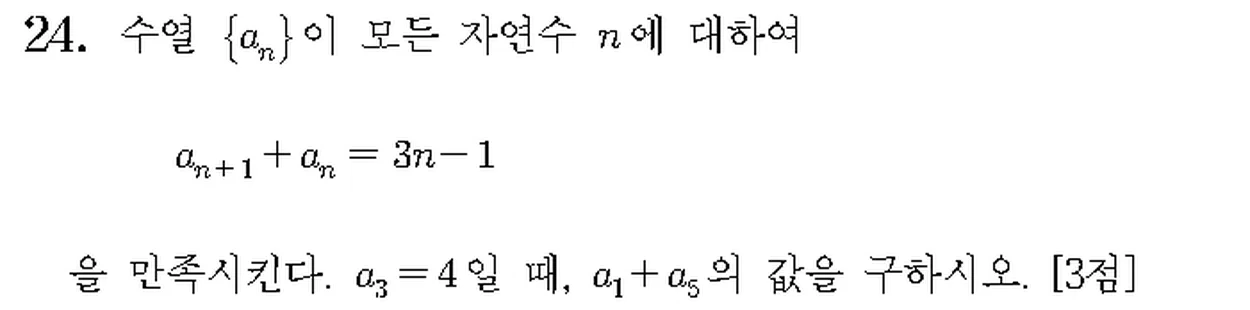 24. 수열 {aₙ}이 모든 자연수 n에 대하여
aₙ₊₁ + aₙ = 3n − 1
을 만족시킨다. a₃ = 4일 때, a₁ + a₅의 값을 구하시오. [3점]